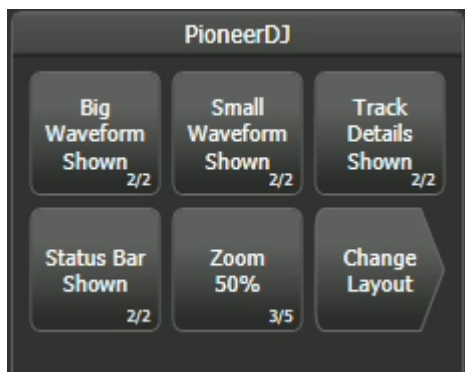 PioneerDJ
Big
Waveform
Shown
2/2
Small
Waveform
Shown
2/2
Track
Details
Shown
2/2
Status Bar
Shown
2/2
Zoom
50%
3/5
Change
Layout